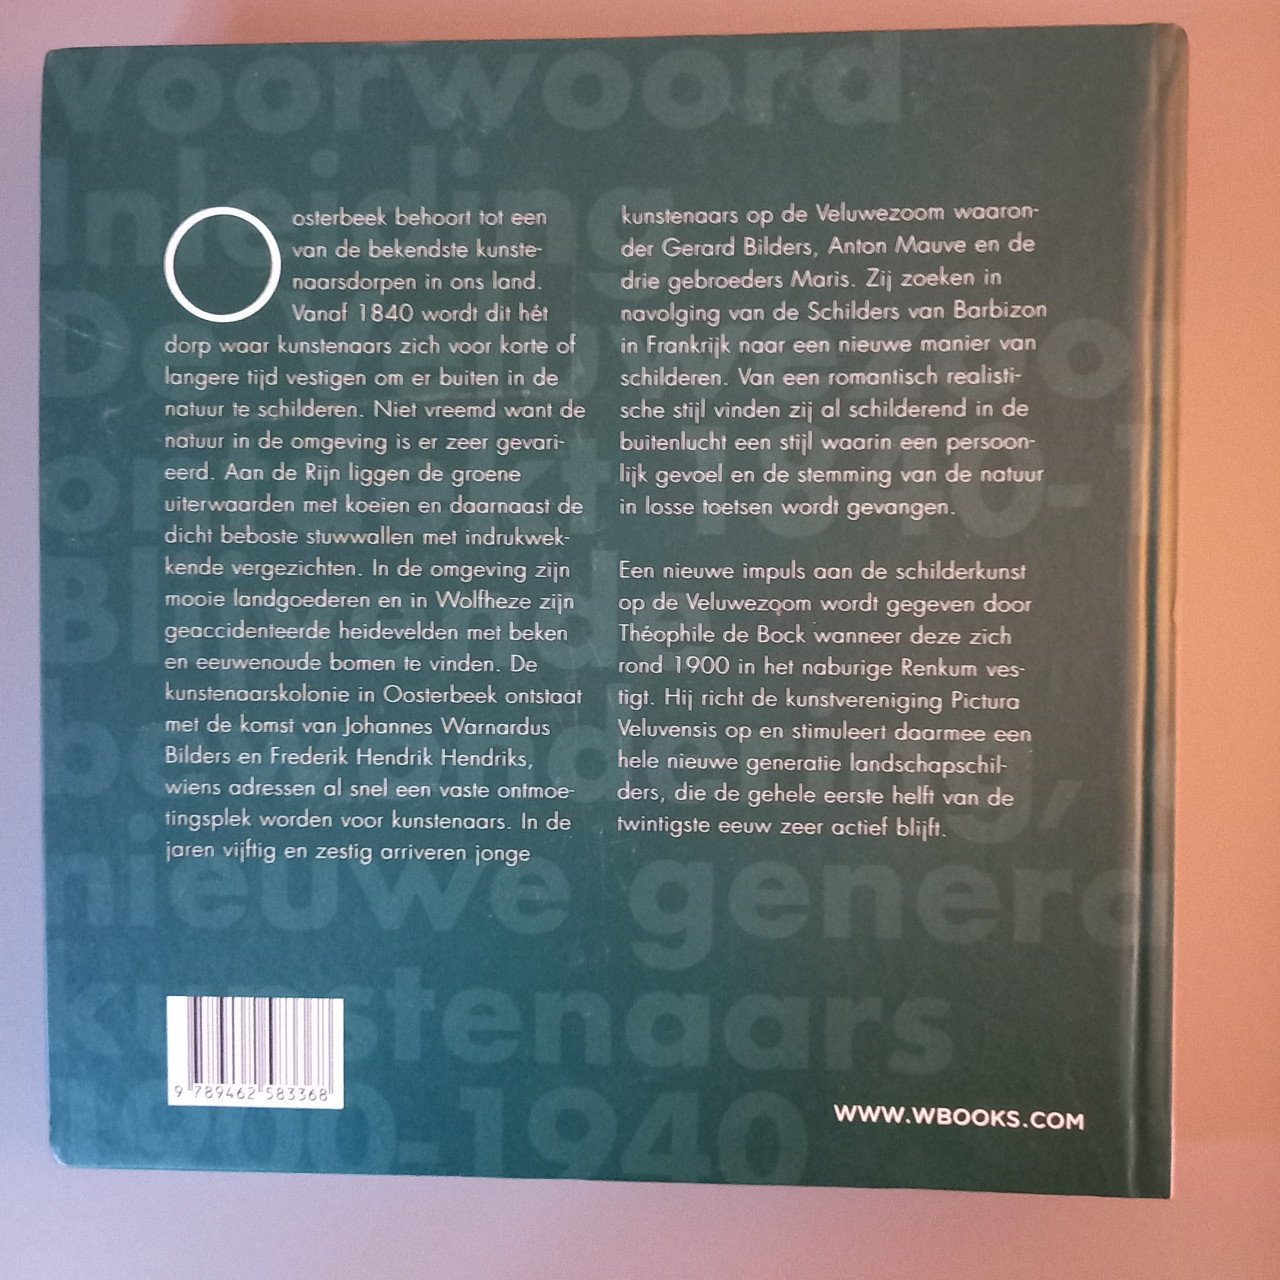 Voorwoord
Inleiding
Oosterbeek behoort tot een
van de bekendste kunste-
naarsdorpen in ons land.
Vanaf 1840 wordt dit hét
dorp waar kunstenaars zich voor korte of
langere tijd vestigen om er buiten in de
natuur te schilderen. Niet vreemd want de
natuur in de omgeving is er zeer gevari-
eerd. Aan de Rijn liggen de groene
uiterwaarden met koeien en daarnaast de
dicht beboste stuwwallen met indrukwek-
kende vergezichten. In de omgeving zijn
mooie landgoederen en in Wolfheze zijn
geaccidenteerde heidevelden met beken
en eeuwenoude bomen te vinden. De
kunstenaarskolonie in Oosterbeek ontstaat
met de komst van Johannes Warnardus
Bilders en Frederik Hendrik Hendriks,
wiens adressen al snel een vaste ontmoe-
tingsplek worden voor kunstenaars. In de
jaren vijftig en zestig arriveren jonge
kunstenaars op de Veluwezoom waaron-
der Gerard Bilders, Anton Mauve en de
drie gebroeders Maris. Zij zoeken in
navolging van de Schilders van Barbizon
in Frankrijk naar een nieuwe manier van
schilderen. Van een romantisch realisti-
sche stijl vinden zij al schilderend in de
buitenlucht een stijl waarin een persoon-
lijk gevoel en de stemming van de natuur
in losse toetsen wordt gevangen.
Een nieuwe impuls aan de schilderkunst
op de Veluwezoom wordt gegeven door
Théophile de Bock wanneer deze zich
rond 1900 in het naburige Renkum ves-
tigt. Hij richt de kunstvereniging Pictura
Veluvensis op en stimuleert daarmee een
hele nieuwe generatie landschapschil-
ders, die de gehele eerste helft van de
twintigste eeuw zeer actief blijft.
nieuwe genera
kunstenaars
1900-1940
9 789462 583368
WWW.WBOOKS.COM